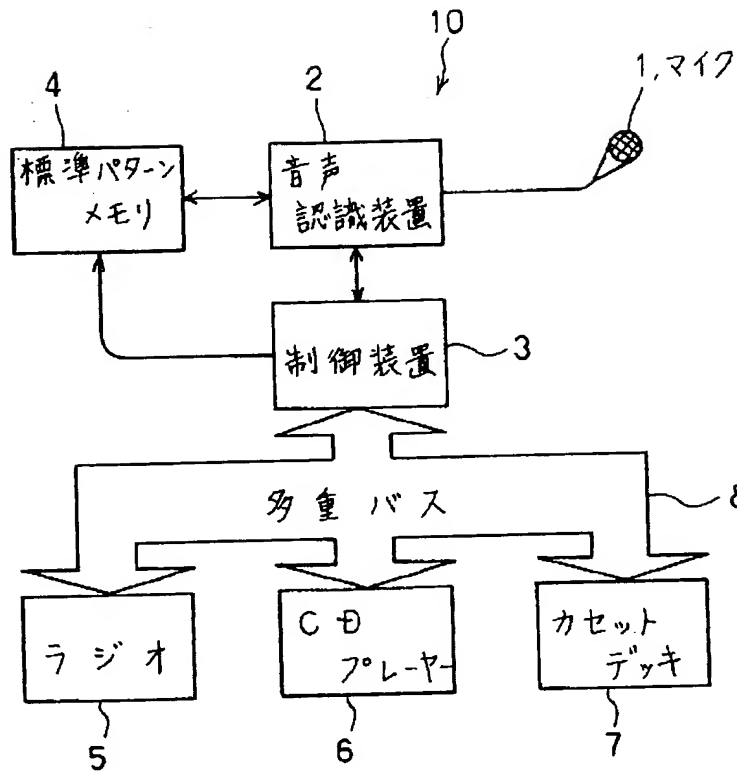 10
1,マイク
4
2
標準パターン
メモリ
音声
認識装置
制御装置
3
多重バス
8
ラジオ
CD
プレーヤー
カセット
デッキ
5
6
7